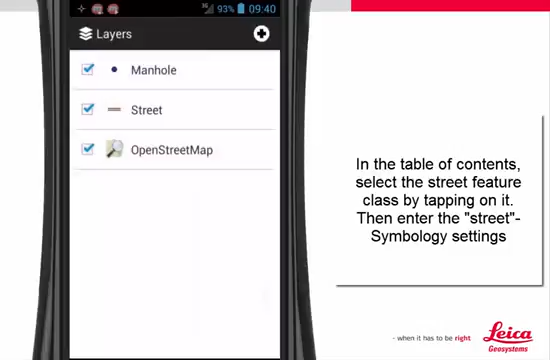 3G 93% 09:40
Layers
Manhole
Street
OpenStreetMap
In the table of contents,
select the street feature
class by tapping on it.
Then enter the "street"-
Symbology settings
- when it has to be right
Leica
Geosystems